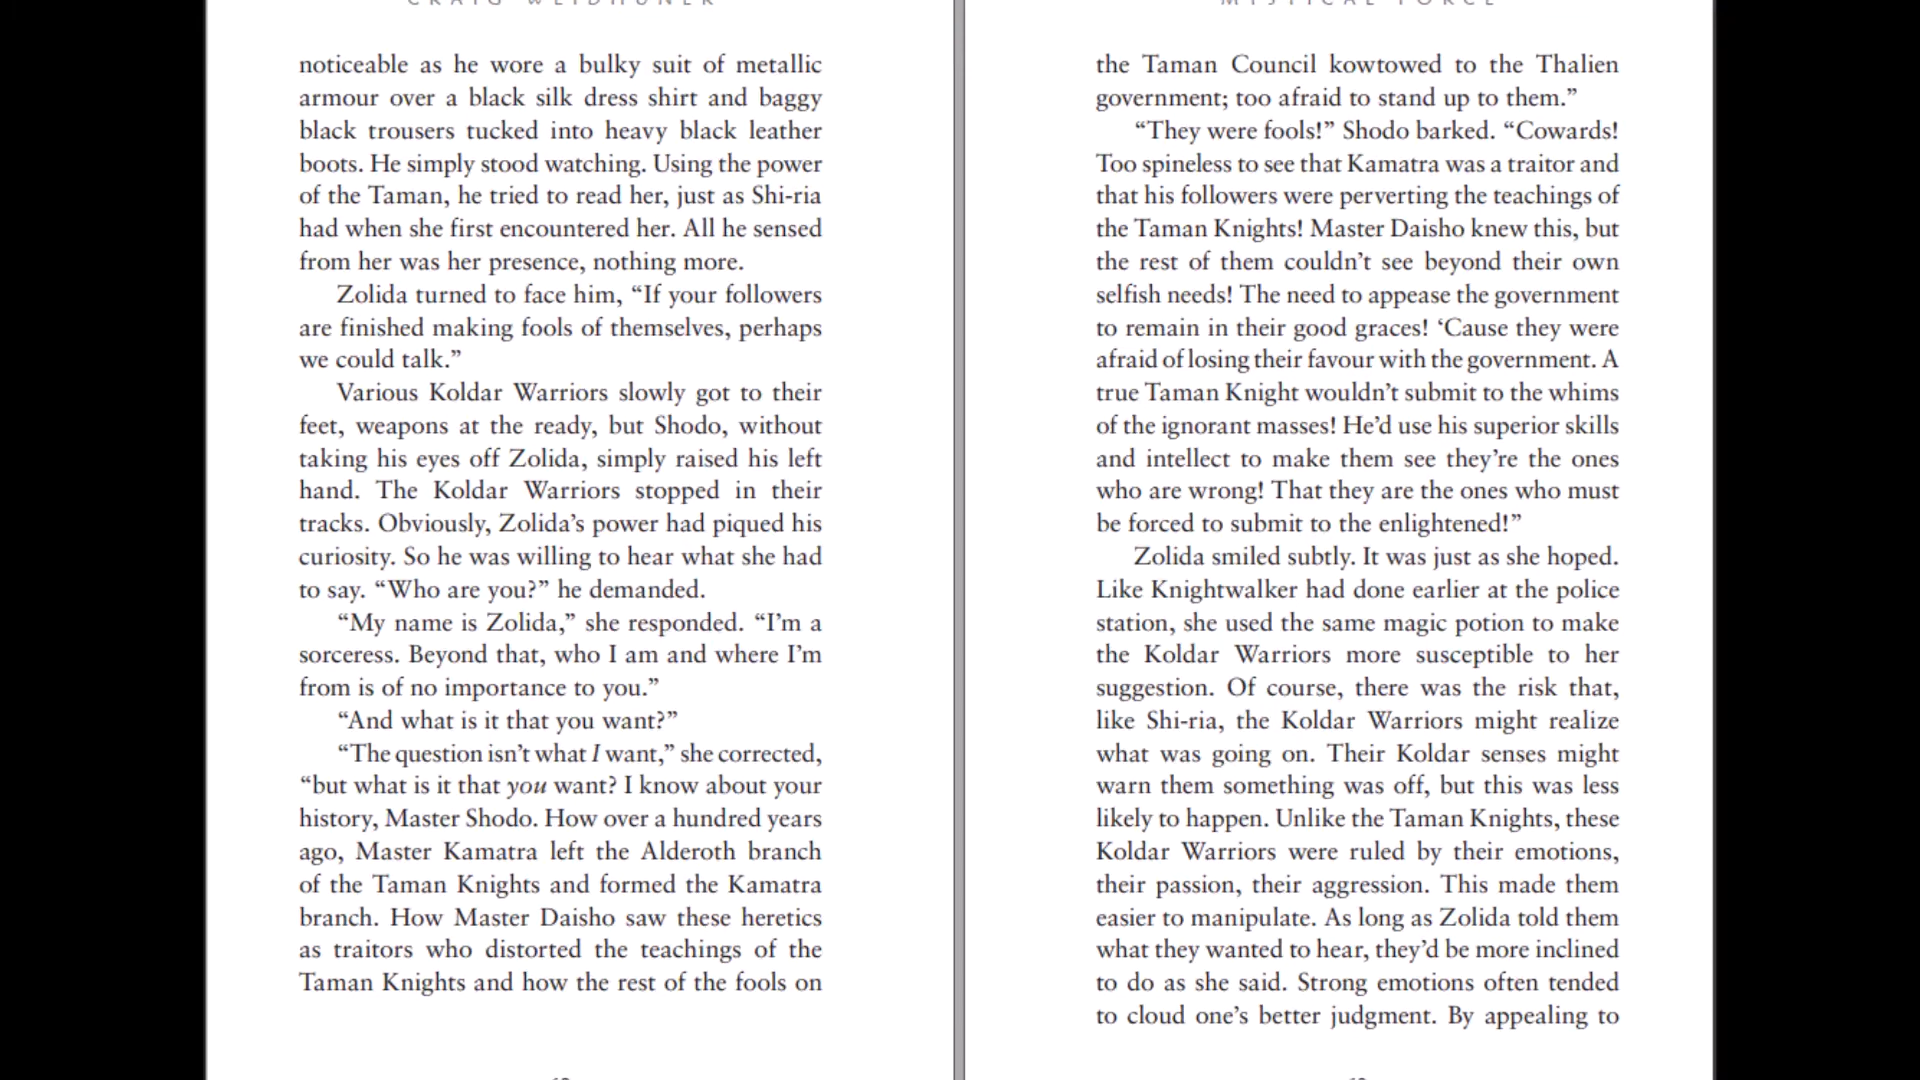 CRAIG WEIDHUNER
noticeable as he wore a bulky suit of metallic
armour over a black silk dress shirt and baggy
black trousers tucked into heavy black leather
boots. He simply stood watching. Using the power
of the Taman, he tried to read her, just as Shi-ria
had when she first encountered her. All he sensed
from her was her presence, nothing more.
Zolida turned to face him, “If your followers
are finished making fools of themselves, perhaps
we could talk.”
Various Koldar Warriors slowly got to their
feet, weapons at the ready, but Shodo, without
taking his eyes off Zolida, simply raised his left
hand. The Koldar Warriors stopped in their
tracks. Obviously, Zolida’s power had piqued his
curiosity. So he was willing to hear what she had
to say. “Who are you?” he demanded.
“My name is Zolida,” she responded. “I’m a
sorceress. Beyond that, who I am and where I’m
from is of no importance to you.”
“And what is it that you want?”
“The question isn’t what I want,” she corrected,
“but what is it that you want? I know about your
history, Master Shodo. How over a hundred years
ago, Master Kamatra left the Alderoth branch
of the Taman Knights and formed the Kamatra
branch. How Master Daisho saw these heretics
as traitors who distorted the teachings of the
Taman Knights and how the rest of the fools on
MYSTICAL FORCE
the Taman Council kowtowed to the Thalien
government; too afraid to stand up to them.”
“They were fools!” Shodo barked. “Cowards!
Too spineless to see that Kamatra was a traitor and
that his followers were perverting the teachings of
the Taman Knights! Master Daisho knew this, but
the rest of them couldn’t see beyond their own
selfish needs! The need to appease the government
to remain in their good graces! ‘Cause they were
afraid of losing their favour with the government. A
true Taman Knight wouldn’t submit to the whims
of the ignorant masses! He’d use his superior skills
and intellect to make them see they’re the ones
who are wrong! That they are the ones who must
be forced to submit to the enlightened!”
Zolida smiled subtly. It was just as she hoped.
Like Knightwalker had done earlier at the police
station, she used the same magic potion to make
the Koldar Warriors more susceptible to her
suggestion. Of course, there was the risk that,
like Shi-ria, the Koldar Warriors might realize
what was going on. Their Koldar senses might
warn them something was off, but this was less
likely to happen. Unlike the Taman Knights, these
Koldar Warriors were ruled by their emotions,
their passion, their aggression. This made them
easier to manipulate. As long as Zolida told them
what they wanted to hear, they’d be more inclined
to do as she said. Strong emotions often tended
to cloud one’s better judgment. By appealing to